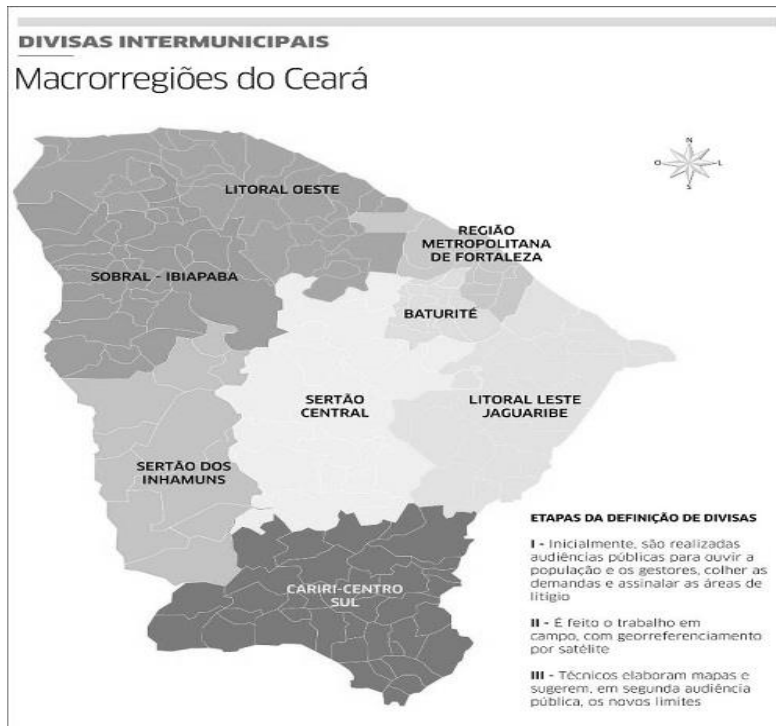 DIVISAS INTERMUNICIPAIS
Macrorregiões do Ceará
N
O
L
S
LITORAL OESTE
REGIÃO
METROPOLITANA
DE FORTALEZA
SOBRAL - IBIAPABA
BATURITÉ
SERTÃO
CENTRAL
LITORAL LESTE
JAGUARIBE
SERTÃO DOS
INHAMUNS
CARIRI-CENTRO
SUL
ETAPAS DA DEFINIÇÃO DE DIVISAS
I - Inicialmente, são realizadas
audiências públicas para ouvir a
população e os gestores, colher as
demandas e assinalar as áreas de
litígio
II - É feito o trabalho em
campo, com georreferenciamento
por satélite
III - Técnicos elaboram mapas e
sugerem, em segunda audiência
pública, os novos limites